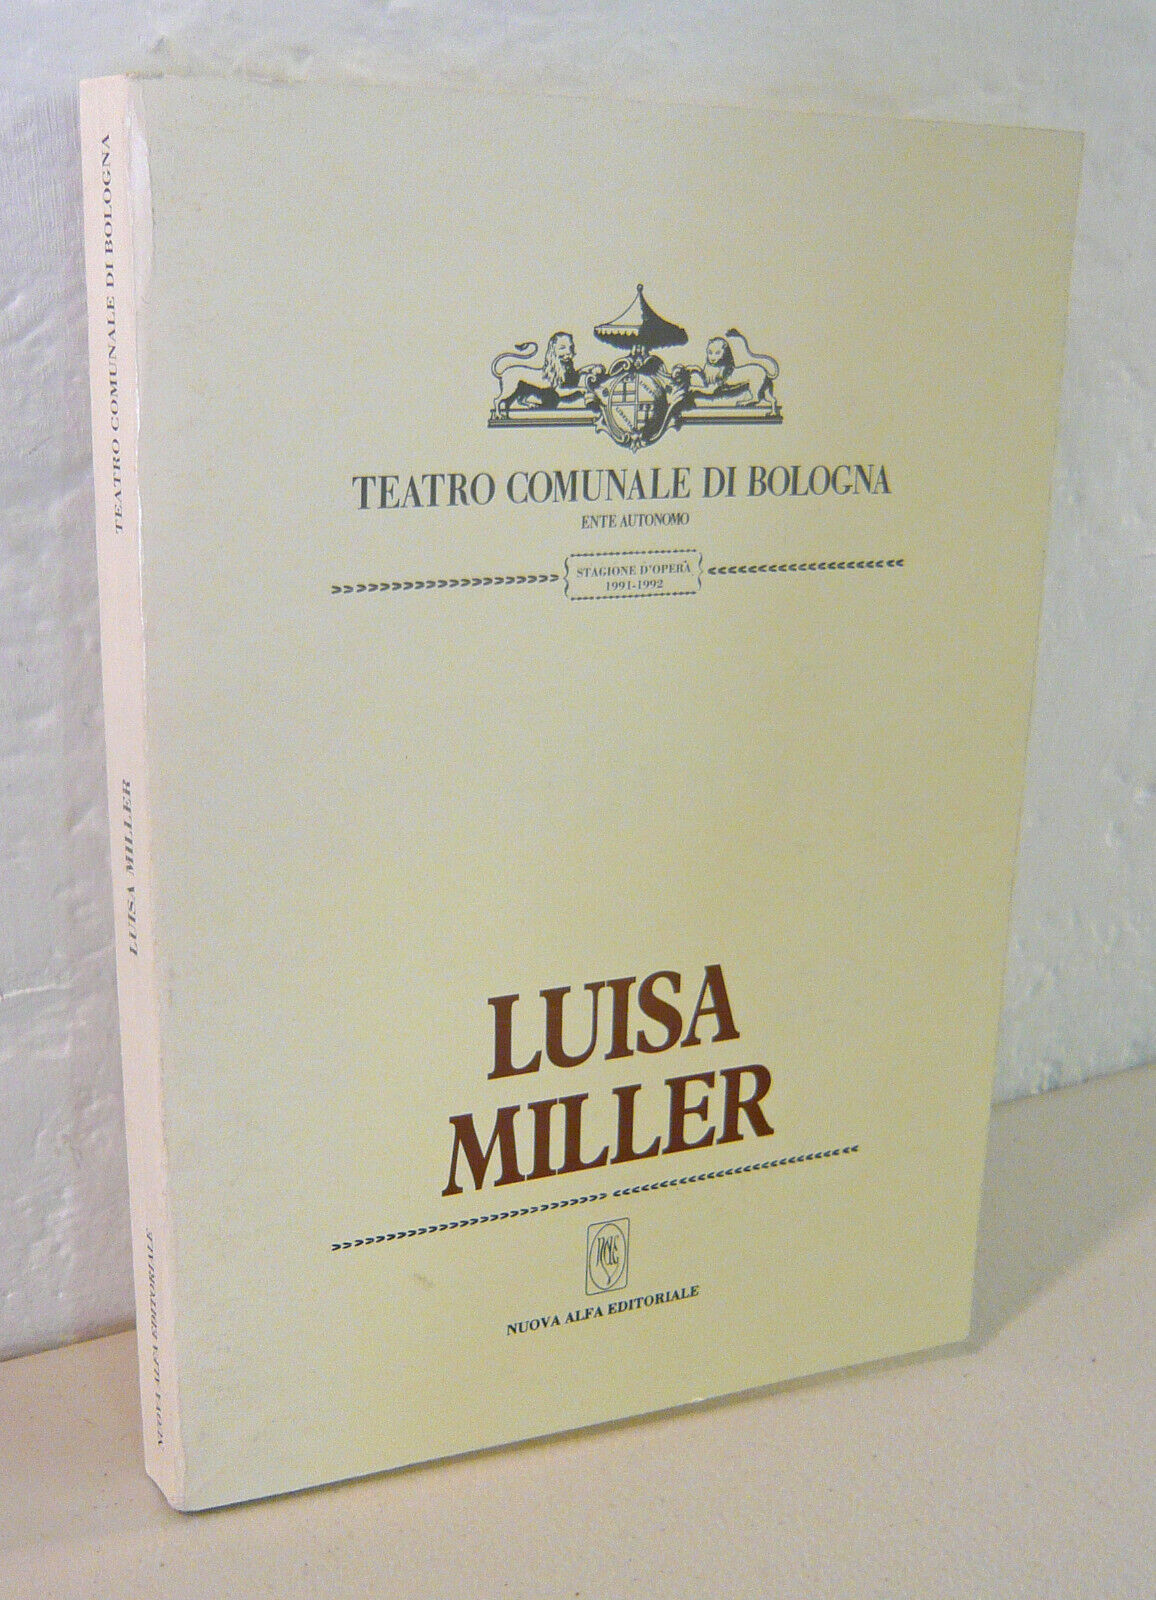 TEATRO COMUNALE DI BOLOGNA
LUISA MILLER
NUOVA ALFA EDITORIALE
TEATRO COMUNALE DI BOLOGNA
ENTE AUTONOMO
STAGIONE D'OPERA
1991-1992
LUISA
MILLER
NUOVA ALFA EDITORIALE